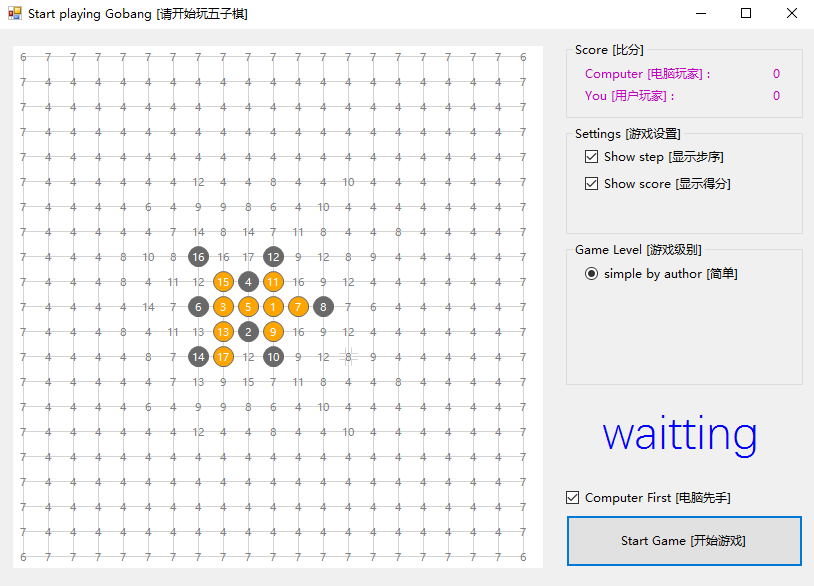 Start playing Gobang [请开始玩五子棋]
6 7 7 7 7 7 7 7 7 7 7 7 7 7 7 7 7 7 7 7 6
7 4 4 4 4 4 4 4 4 4 4 4 4 4 4 4 4 4 4 4 7
7 4 4 4 4 4 4 4 4 4 4 4 4 4 4 4 4 4 4 4 7
7 4 4 4 4 4 4 4 4 4 4 4 4 4 4 4 4 4 4 4 7
7 4 4 4 4 4 4 4 4 4 4 4 4 4 4 4 4 4 4 4 7
7 4 4 4 4 4 4 12 4 4 8 4 4 10 4 4 4 4 4 4 7
7 4 4 4 4 6 4 9 9 8 6 4 10 4 4 4 4 4 4 4 7
7 4 4 4 4 4 7 14 8 14 7 11 8 4 4 8 4 4 4 4 7
7 4 4 4 8 10 8 16 16 17 12 9 12 8 9 4 4 4 4 4 7
7 4 4 4 8 4 11 12 15 4 11 16 9 12 4 4 4 4 4 4 7
7 4 4 4 4 14 7 6 3 5 1 7 8 7 6 4 4 4 4 4 7
7 4 4 4 8 4 11 13 13 2 9 16 9 12 4 4 4 4 4 4 7
7 4 4 4 4 8 7 14 17 12 10 9 12 8 9 4 4 4 4 4 7
7 4 4 4 4 4 7 13 9 15 7 11 8 4 4 8 4 4 4 4 7
7 4 4 4 4 6 4 9 9 8 6 4 10 4 4 4 4 4 4 4 7
7 4 4 4 4 4 4 12 4 4 8 4 4 10 4 4 4 4 4 4 7
7 4 4 4 4 4 4 4 4 4 4 4 4 4 4 4 4 4 4 4 7
7 4 4 4 4 4 4 4 4 4 4 4 4 4 4 4 4 4 4 4 7
7 4 4 4 4 4 4 4 4 4 4 4 4 4 4 4 4 4 4 4 7
7 4 4 4 4 4 4 4 4 4 4 4 4 4 4 4 4 4 4 4 7
6 7 7 7 7 7 7 7 7 7 7 7 7 7 7 7 7 7 7 7 6
Score [比分]
Computer [电脑玩家] : 0
You [用户玩家] : 0
Settings [游戏设置]
Show step [显示步序]
Show score [显示得分]
Game Level [游戏级别]
simple by author [简单]
waitting
Computer First [电脑先手]
Start Game [开始游戏]